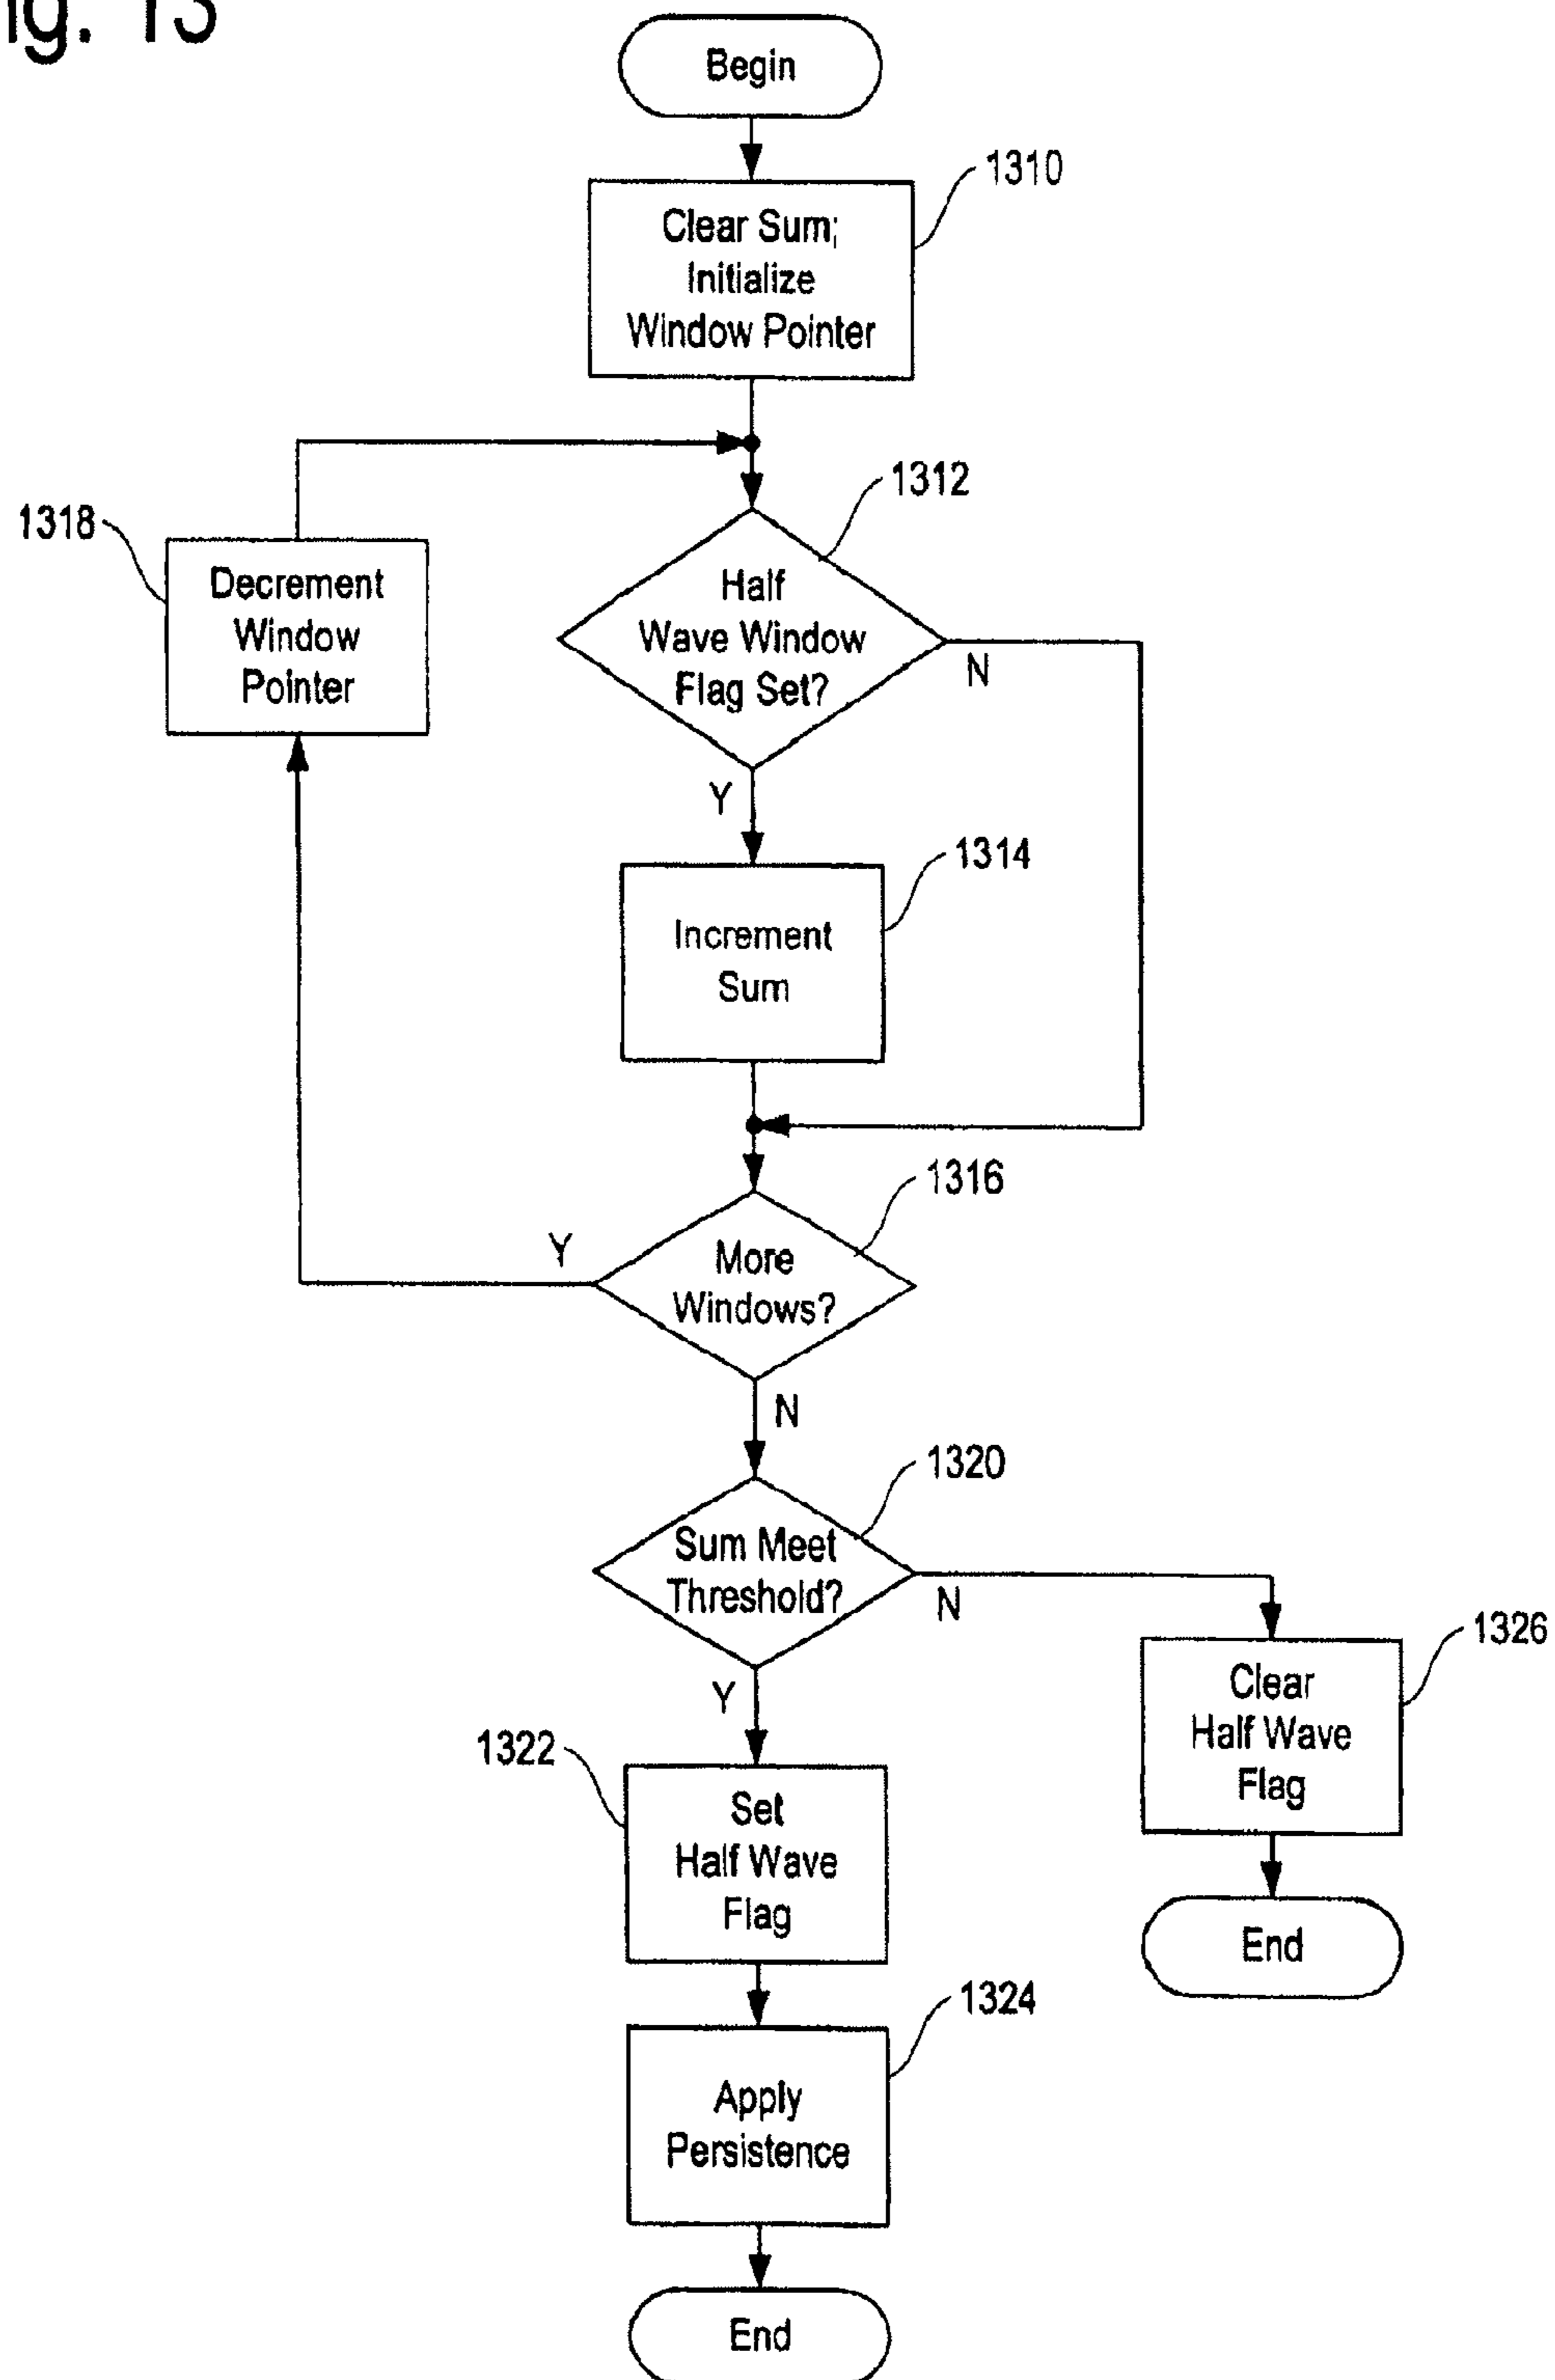 ig. 13
Begin
1310
Clear Sum;
Initialize
Window Pointer
1312
1318
Decrement
Window
Pointer
Half
Wave Window
Flag Set?
N
Y
1314
Increment
Sum
1316
Y
More
Windows?
N
1320
Sum Meet
Threshold?
N
1326
Y
Clear
Half Wave
Flag
1322
Set
Half Wave
Flag
End
1324
Apply
Persistence
End